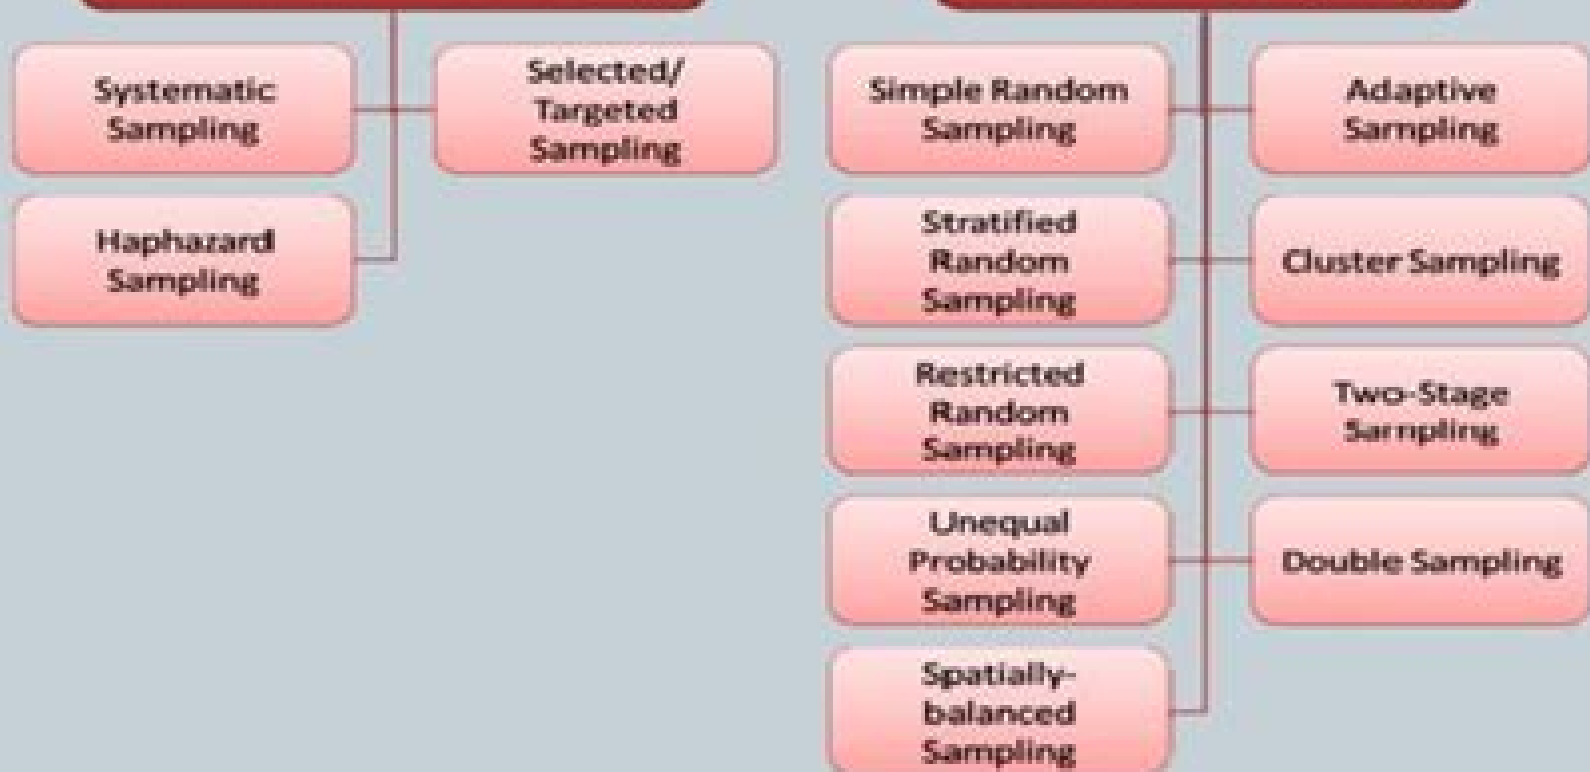 Systematic
Sampling
Selected/
Targeted
Sampling
Haphazard
Sampling
Simple Random
Sampling
Adaptive
Sampling
Stratified
Random
Sampling
Cluster Sampling
Restricted
Random
Sampling
Two-Stage
Sampling
Unequal
Probability
Sampling
Double Sampling
Spatially-
balanced
Sampling